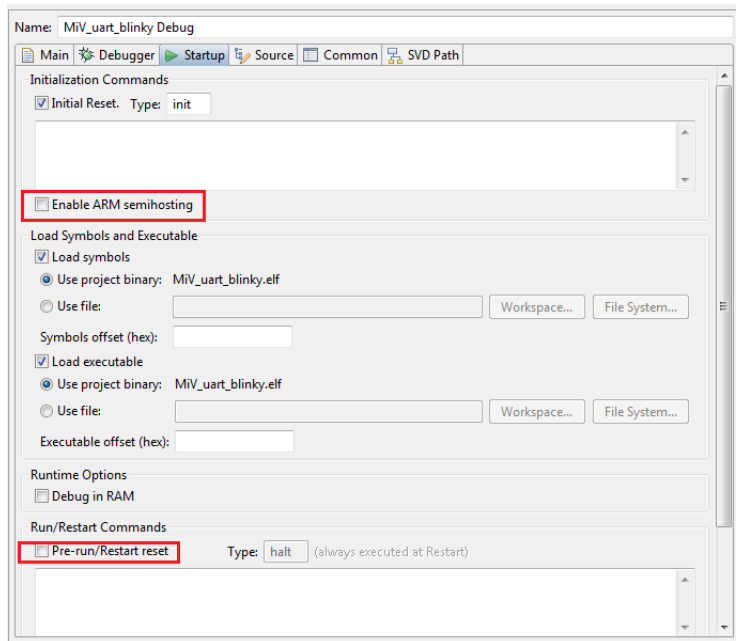 Name: MiV_uart_blinky Debug
Main Debugger Startup Source Common SVD Path
Initialization Commands
Initial Reset. Type: init
Enable ARM semihosting
Load Symbols and Executable
Load symbols
Use project binary: MiV_uart_blinky.elf
Use file: Workspace... File System...
Symbols offset (hex):
Load executable
Use project binary: MiV_uart_blinky.elf
Use file: Workspace... File System...
Executable offset (hex):
Runtime Options
Debug in RAM
Run/Restart Commands
Pre-run/Restart reset Type: halt (always executed at Restart)